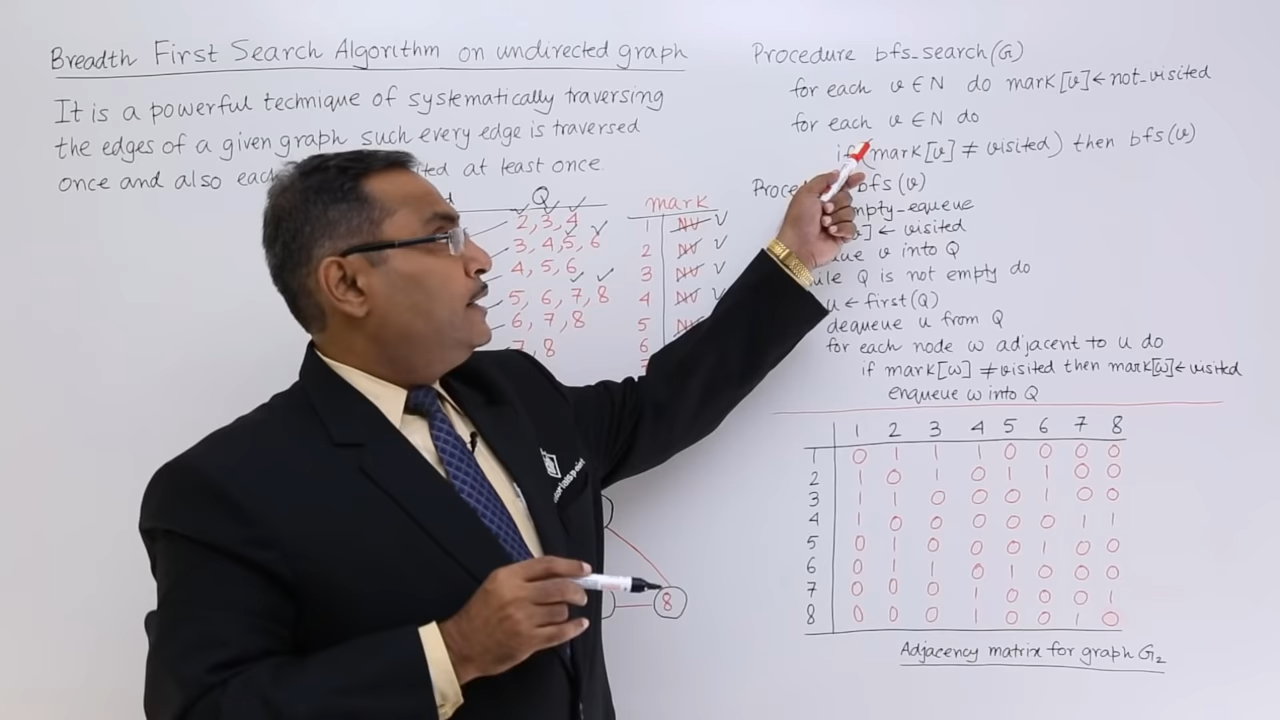 Breadth First Search Algorithm on undirected graph
It is a powerful technique of systematically traversing
the edges of a given graph such every edge is traversed
once and also at least once.
Q
2, 3, 4
3, 4, 5, 6
4, 5, 6
5, 6, 7, 8
6, 7, 8
7, 8
mark
1 NV V
2 NV V
3 NV V
4 NV V
5 NV
6
8
Procedure bfs_search(G)
for each v ∈ N do mark[v] ← not_visited
for each v ∈ N do
if (mark[v] ≠ visited) then bfs(v)
bfs(v)
← visited
v into Q
Q is not empty do
u ← first(Q)
dequeue u from Q
for each node w adjacent to u do
if mark[w] ≠ visited then mark[w] ← visited
enqueue w into Q
1 2 3 4 5 6 7 8
1 0 1 1 1 0 0 0 0
2 1 0 1 0 1 1 0 0
3 1 1 0 0 0 1 0 0
4 1 0 0 0 0 0 1 1
5 0 1 0 0 0 1 0 0
6 0 1 1 0 1 0 0 0
7 0 0 0 1 0 0 0 1
8 0 0 0 1 0 0 1 0
Adjacency matrix for graph G2